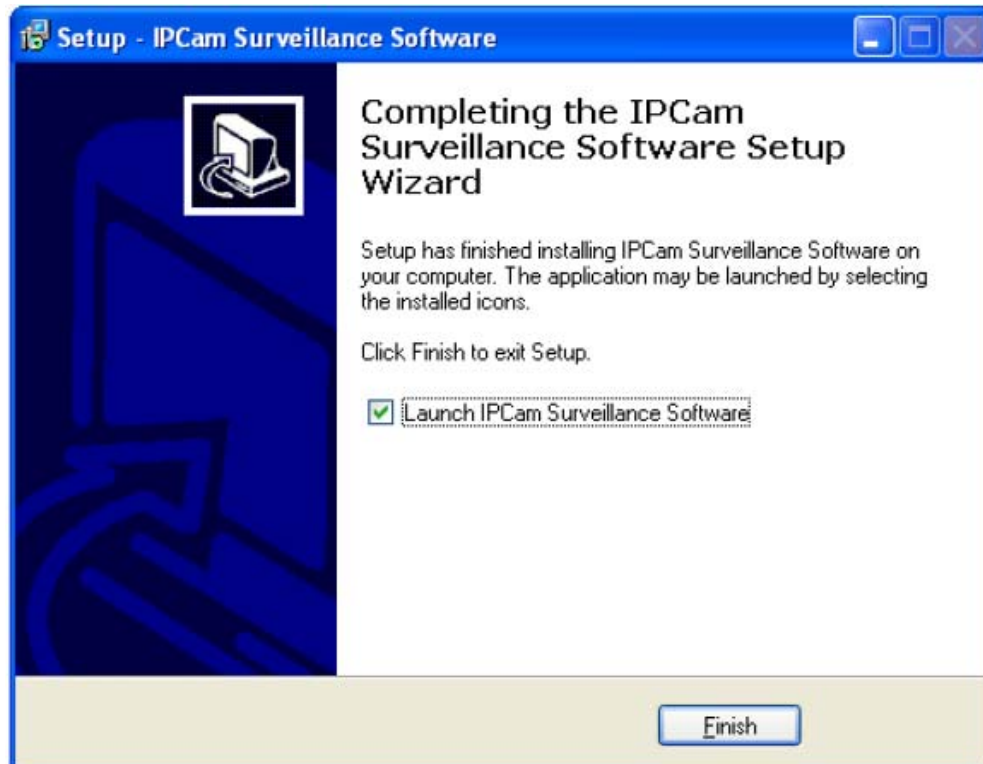 Setup - IPCam Surveillance Software
Completing the IPCam
Surveillance Software Setup
Wizard
Setup has finished installing IPCam Surveillance Software on
your computer. The application may be launched by selecting
the installed icons.
Click Finish to exit Setup.
Launch IPCam Surveillance Software
Finish